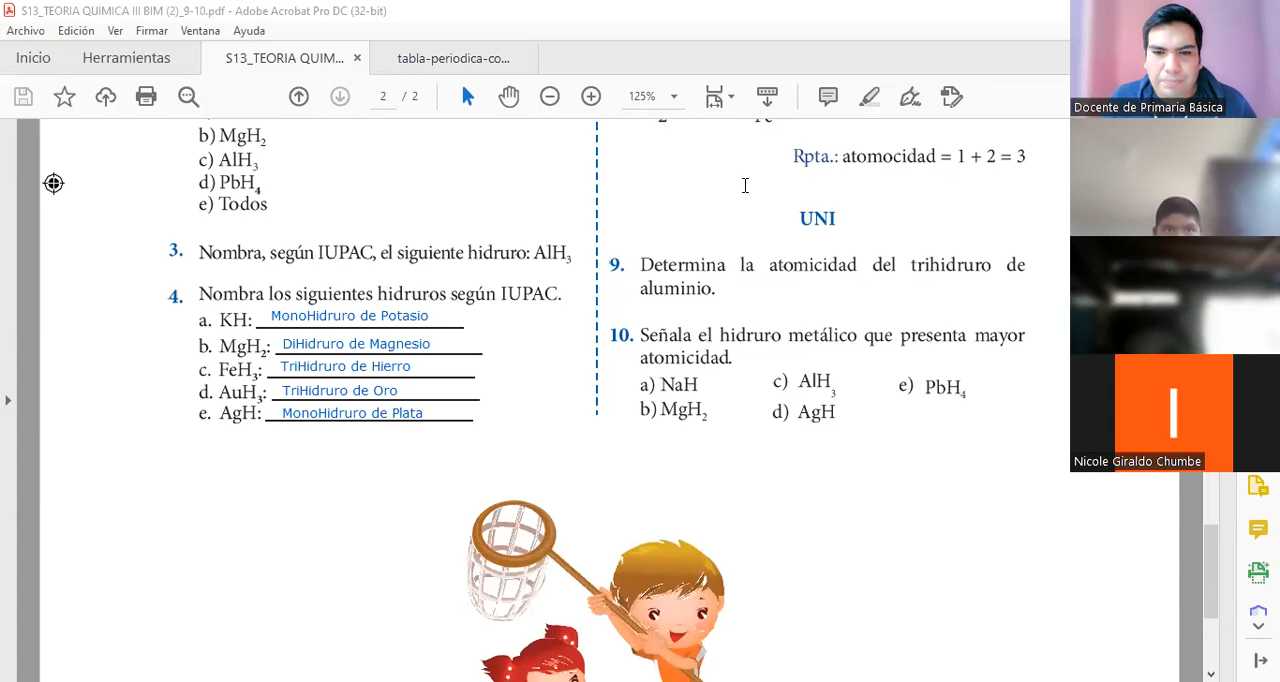 S13_TEORIA QUIMICA III BIM (2)_9-10.pdf - Adobe Acrobat Pro DC (32-bit)
Archivo Edición Ver Firmar Ventana Ayuda
Inicio Herramientas S13_TEORIA QUIM... × tabla-periodica-co...
2 / 2 125%
b) MgH2
c) AlH3
d) PbH4
e) Todos
3. Nombra, según IUPAC, el siguiente hidruro: AlH3
4. Nombra los siguientes hidruros según IUPAC.
a. KH: MonoHidruro de Potasio
b. MgH2: DiHidruro de Magnesio
c. FeH3: TriHidruro de Hierro
d. AuH3: TriHidruro de Oro
e. AgH: MonoHidruro de Plata
Rpta.: atomocidad = 1 + 2 = 3
UNI
9. Determina la atomicidad del trihidruro de
aluminio.
10. Señala el hidruro metálico que presenta mayor
atomicidad.
a) NaH c) AlH3 e) PbH4
b) MgH2 d) AgH
Docente de Primaria Básica
I
Nicole Giraldo Chumbe